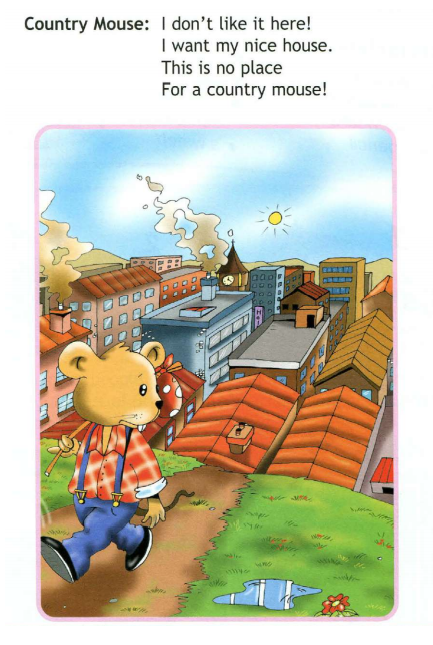 Country Mouse: I don't like it here!
I want my nice house.
This is no place
For a country mouse!